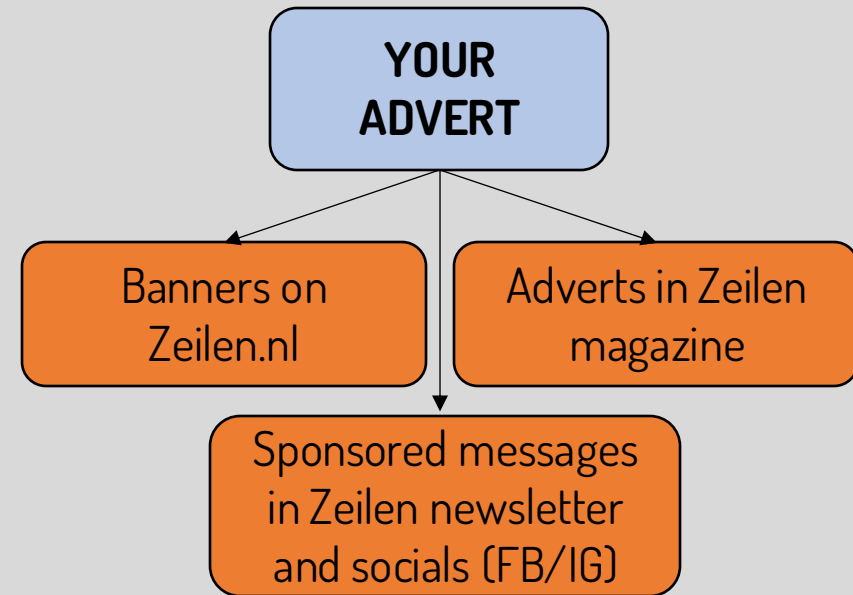 YOUR
ADVERT
Banners on
Zeilen.nl
Adverts in Zeilen
magazine
Sponsored messages
in Zeilen newsletter
and socials (FB/IG)